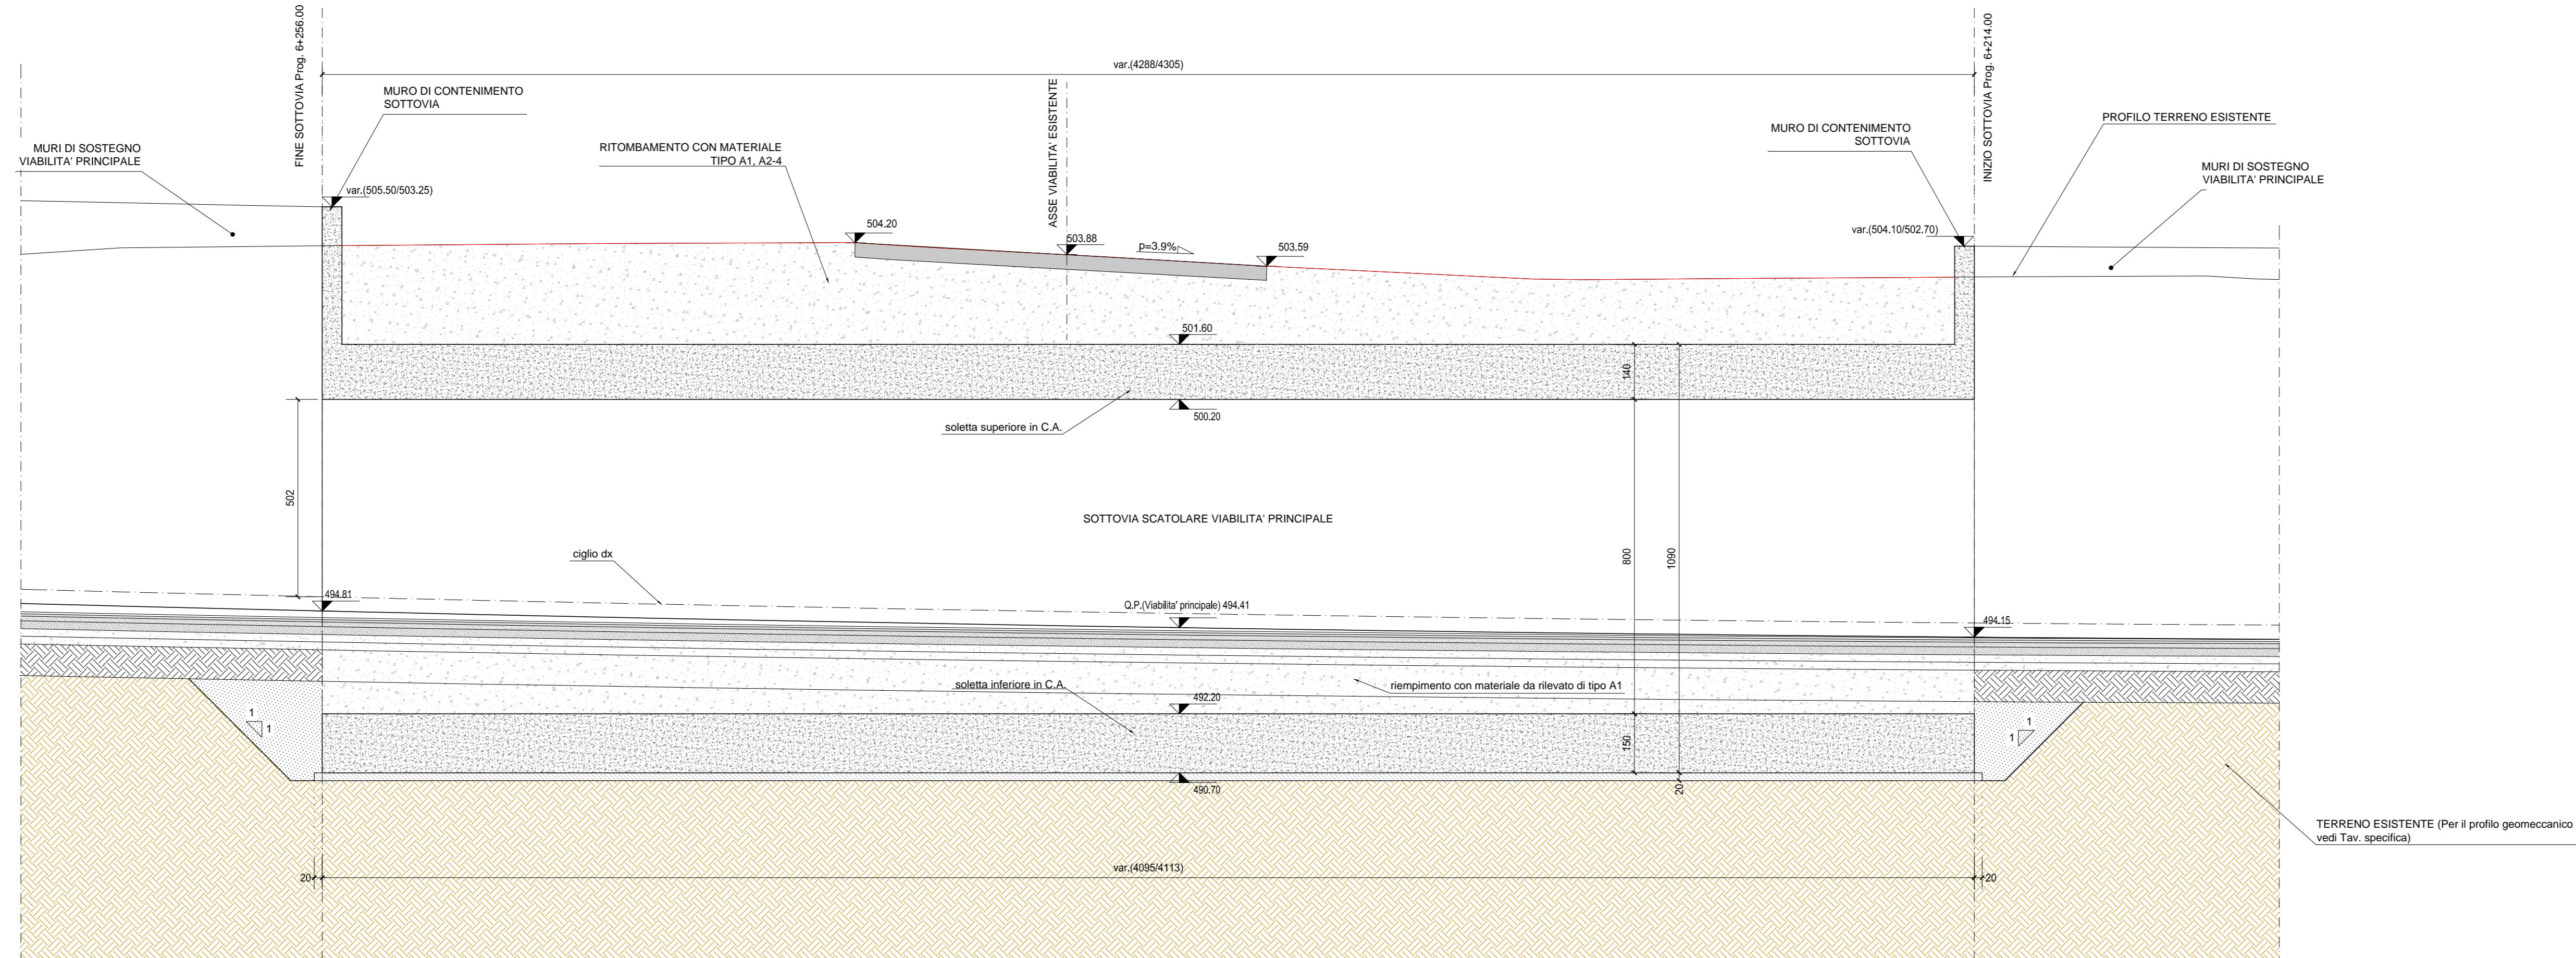 FINE SOTTOVIA Prog. 6+256.00
var.(4288/4305)
INIZIO SOTTOVIA Prog. 6+214.00
ASSE VIABILITA' ESISTENTE
MURO DI CONTENIMENTO
SOTTOVIA
MURI DI SOSTEGNO
VIABILITA' PRINCIPALE
RITOMBAMENTO CON MATERIALE
TIPO A1, A2-4
MURO DI CONTENIMENTO
SOTTOVIA
PROFILO TERRENO ESISTENTE
MURI DI SOSTEGNO
VIABILITA' PRINCIPALE
var.(505.50/503.25)
504.20
503.88
p=3.9%
503.59
var.(504.10/502.70)
501.60
140
500.20
soletta superiore in C.A.
502
SOTTOVIA SCATOLARE VIABILITA' PRINCIPALE
800
1090
ciglio dx
494.81
Q.P.(Viabilita' principale) 494.41
494.15
soletta inferiore in C.A.
riempimento con materiale da rilevato di tipo A1
492.20
1
1
150
1
1
490.70
20
TERRENO ESISTENTE (Per il profilo geomeccanico
vedi Tav. specifica)
var.(4095/4113)
20
20